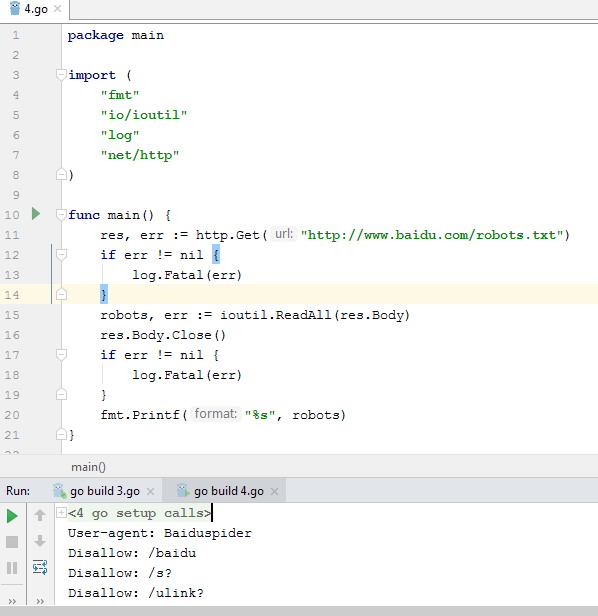 4.go
1 package main
2
3 import (
4 "fmt"
5 "io/ioutil"
6 "log"
7 "net/http"
8 )
9
10 func main() {
11 res, err := http.Get( url: "http://www.baidu.com/robots.txt")
12 if err != nil {
13 log.Fatal(err)
14 }
15 robots, err := ioutil.ReadAll(res.Body)
16 res.Body.Close()
17 if err != nil {
18 log.Fatal(err)
19 }
20 fmt.Printf( format: "%s", robots)
21 }
main()
Run: go build 3.go go build 4.go
<4 go setup calls>
User-agent: Baiduspider
Disallow: /baidu
Disallow: /s?
Disallow: /ulink?